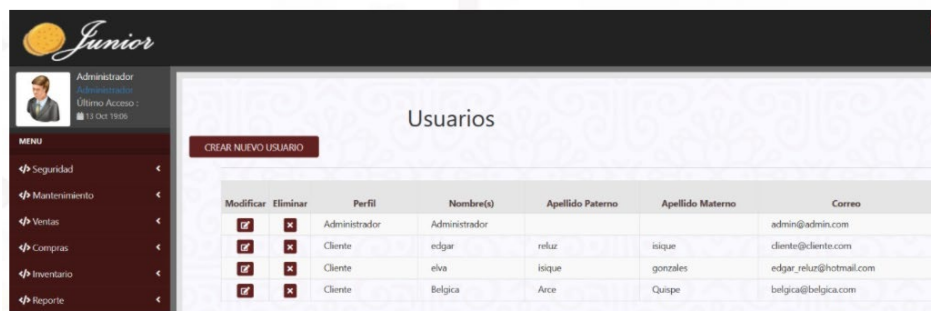 Junior
Administrador
Administrador
Último Acceso :
13 Oct 19:06
MENU
</> Seguridad
</> Mantenimiento
</> Ventas
</> Compras
</> Inventario
</> Reporte
Usuarios
CREAR NUEVO USUARIO
Modificar Eliminar Perfil Nombre(s) Apellido Paterno Apellido Materno Correo
Administrador Administrador admin@admin.com
Cliente edgar reluz isique cliente@cliente.com
Cliente elva isique gonzales edgar_reluz@hotmail.com
Cliente Belgica Arce Quispe belgica@belgica.com